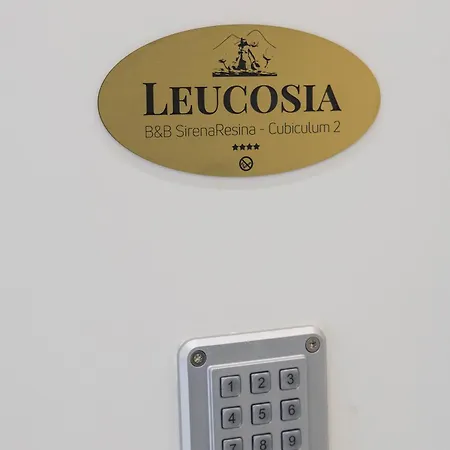 LEUCOSIA
B&B SirenaResina - Cubiculum 2
★★★★
1 2 3
4 5 6
7 8 9